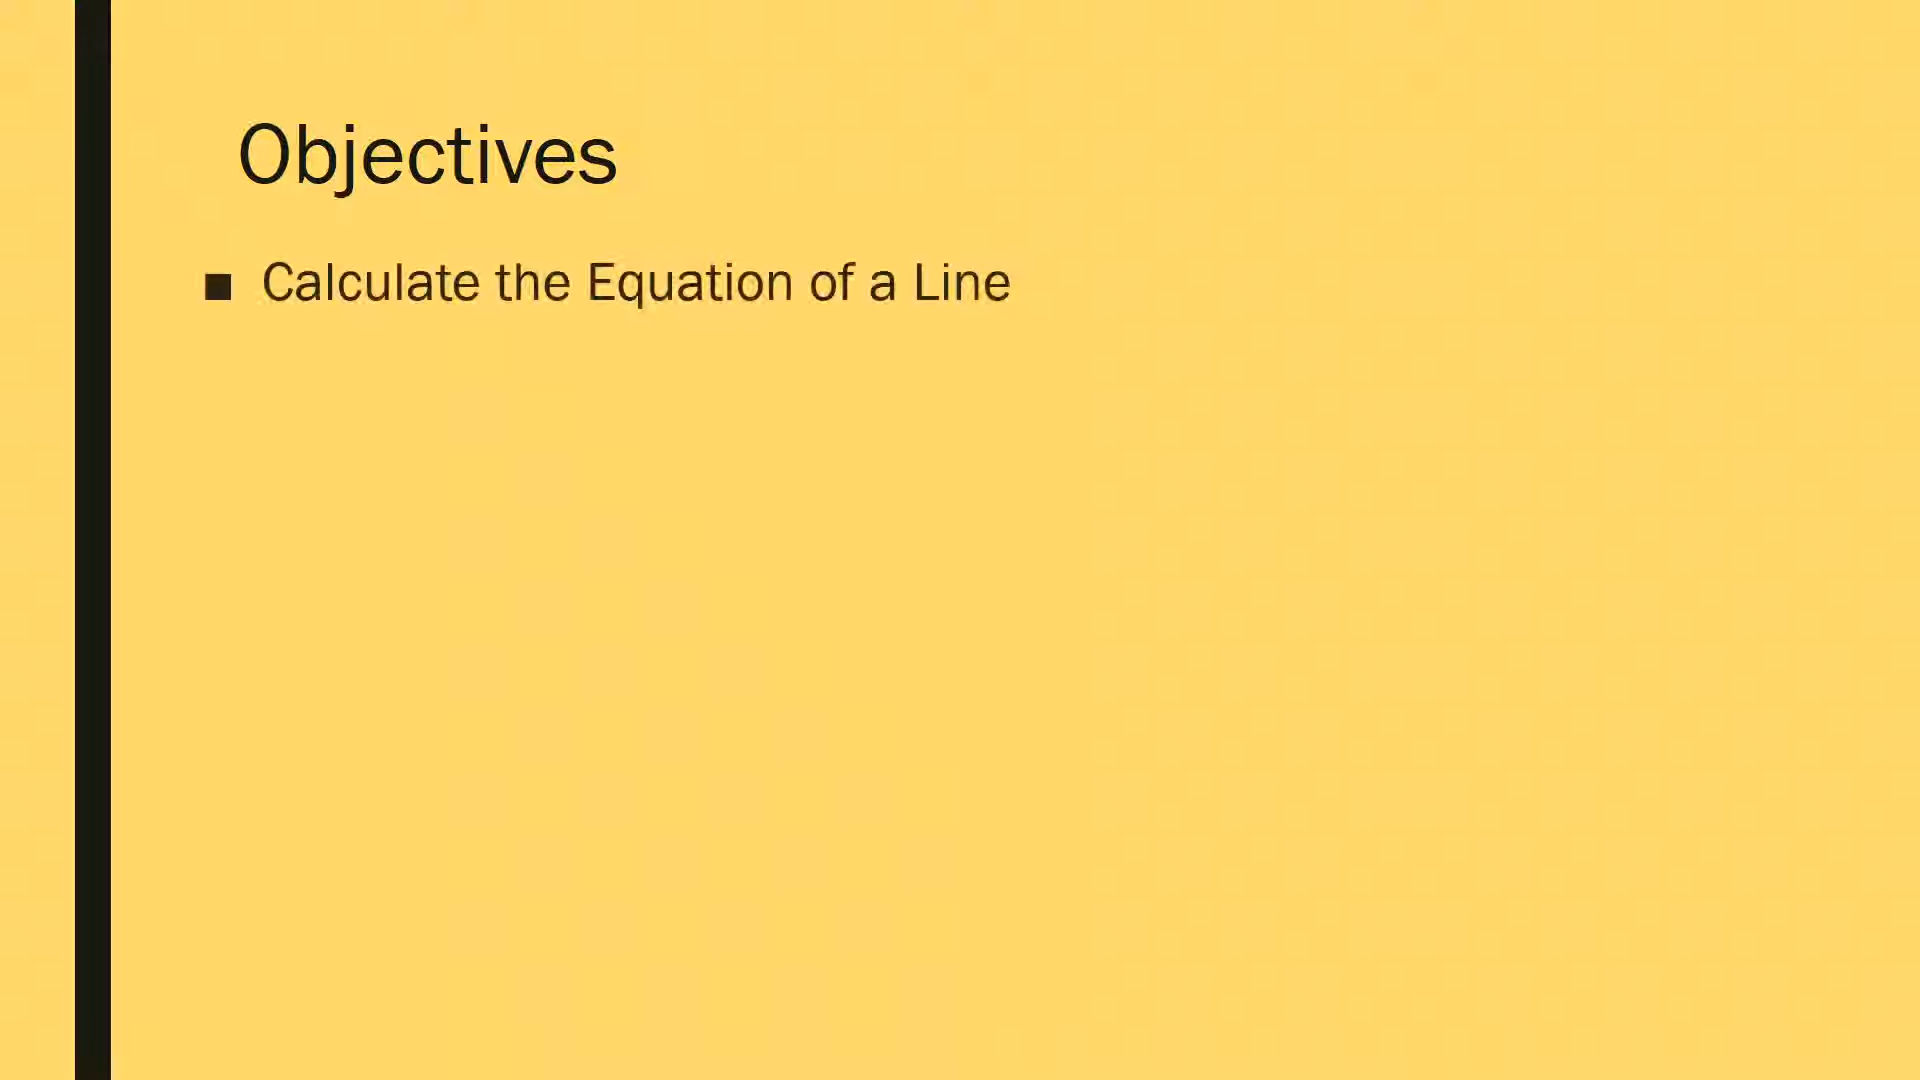 Objectives
■ Calculate the Equation of a Line